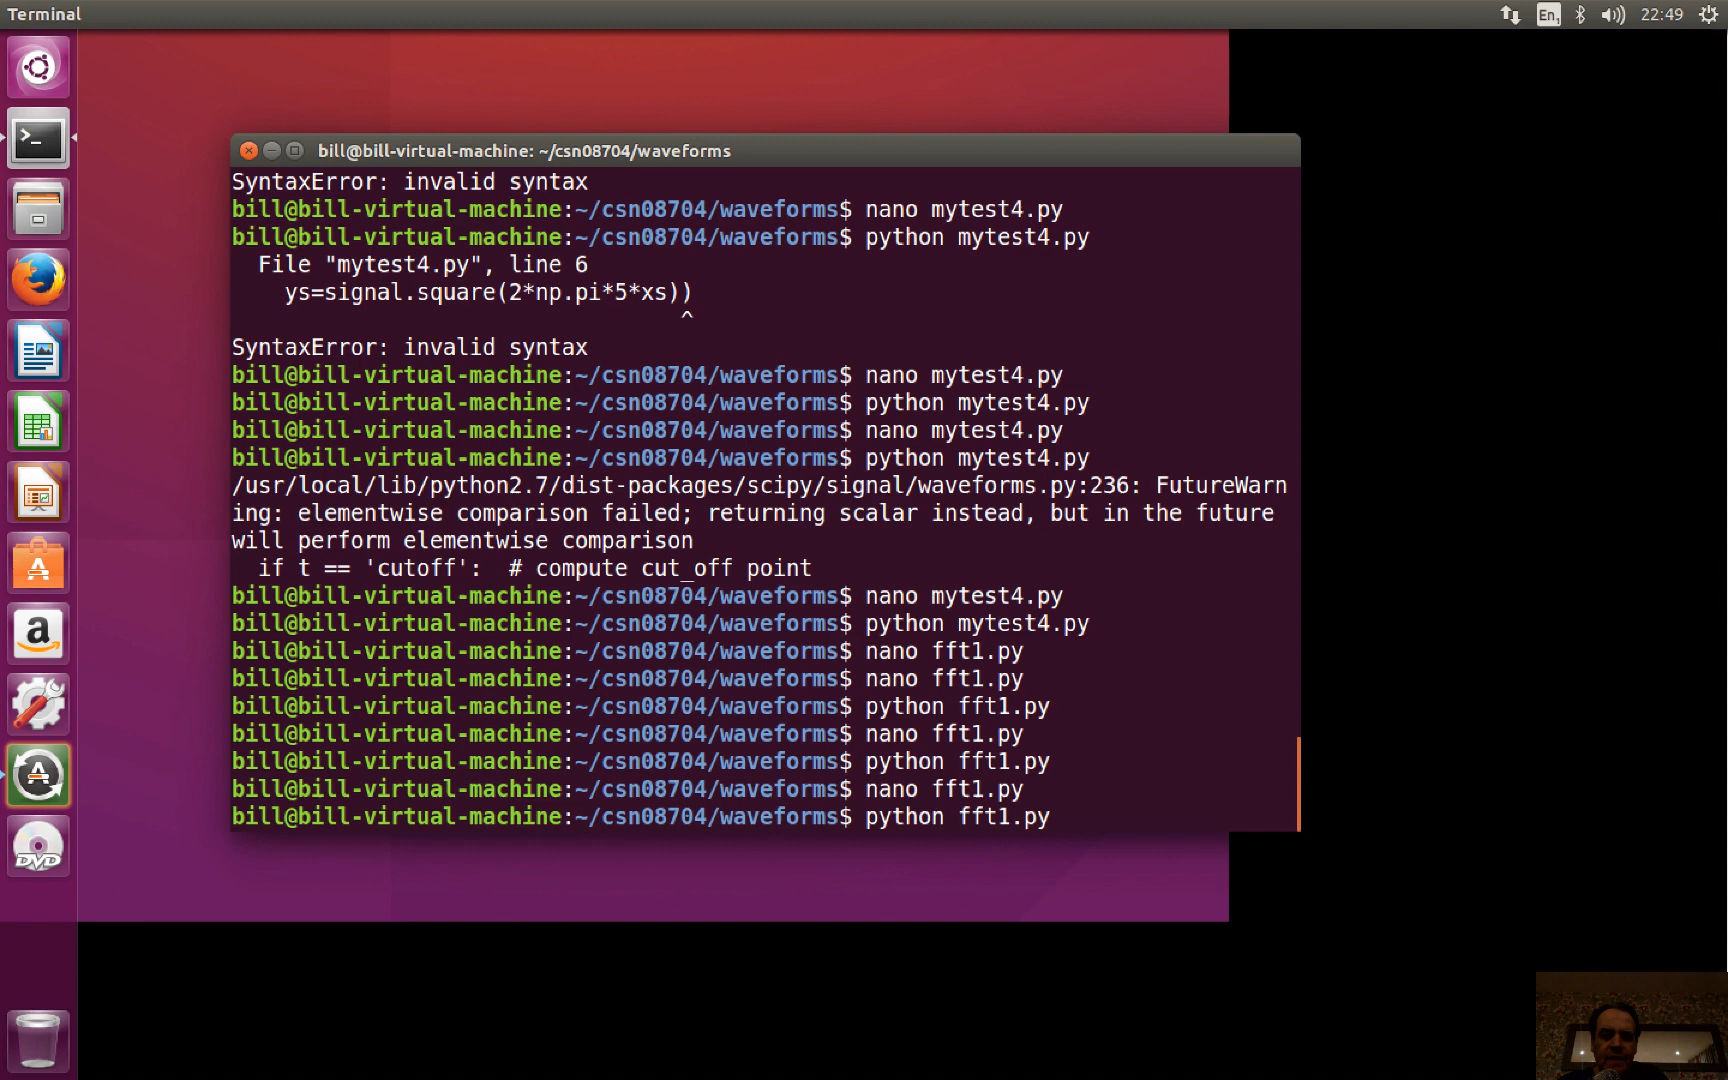 Terminal
En1
22:49
bill@bill-virtual-machine: ~/csn08704/waveforms
SyntaxError: invalid syntax
bill@bill-virtual-machine:~/csn08704/waveforms$ nano mytest4.py
bill@bill-virtual-machine:~/csn08704/waveforms$ python mytest4.py
  File "mytest4.py", line 6
    ys=signal.square(2*np.pi*5*xs))
                                  ^
SyntaxError: invalid syntax
bill@bill-virtual-machine:~/csn08704/waveforms$ nano mytest4.py
bill@bill-virtual-machine:~/csn08704/waveforms$ python mytest4.py
bill@bill-virtual-machine:~/csn08704/waveforms$ nano mytest4.py
bill@bill-virtual-machine:~/csn08704/waveforms$ python mytest4.py
/usr/local/lib/python2.7/dist-packages/scipy/signal/waveforms.py:236: FutureWarn
ing: elementwise comparison failed; returning scalar instead, but in the future
will perform elementwise comparison
  if t == 'cutoff':  # compute cut_off point
bill@bill-virtual-machine:~/csn08704/waveforms$ nano mytest4.py
bill@bill-virtual-machine:~/csn08704/waveforms$ python mytest4.py
bill@bill-virtual-machine:~/csn08704/waveforms$ nano fft1.py
bill@bill-virtual-machine:~/csn08704/waveforms$ nano fft1.py
bill@bill-virtual-machine:~/csn08704/waveforms$ python fft1.py
bill@bill-virtual-machine:~/csn08704/waveforms$ nano fft1.py
bill@bill-virtual-machine:~/csn08704/waveforms$ python fft1.py
bill@bill-virtual-machine:~/csn08704/waveforms$ nano fft1.py
bill@bill-virtual-machine:~/csn08704/waveforms$ python fft1.py
>_
A
a
A
DVD